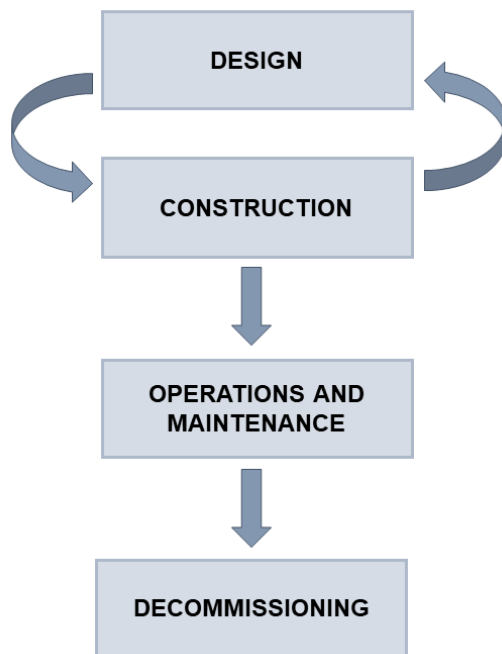 DESIGN
CONSTRUCTION
OPERATIONS AND
MAINTENANCE
DECOMMISSIONING